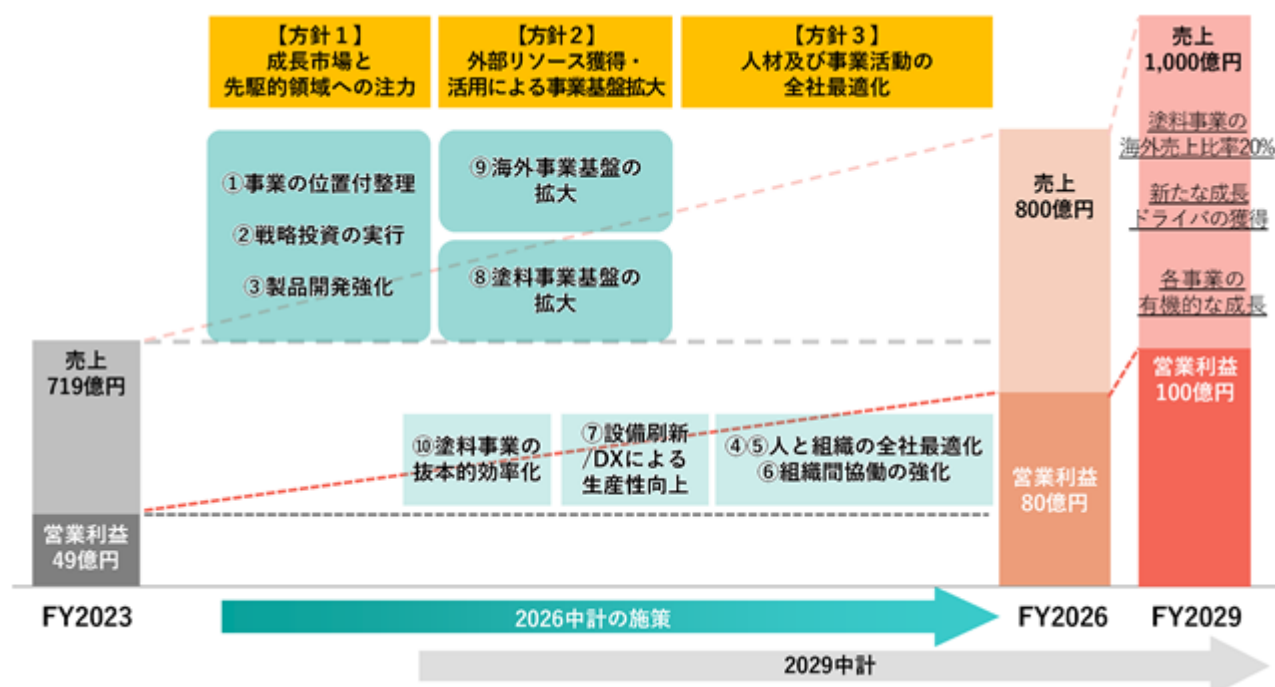 【方針１】
成長市場と
先駆的領域への注力
【方針２】
外部リソース獲得・
活用による事業基盤拡大
【方針３】
人材及び事業活動の
全社最適化
①事業の位置付整理
②戦略投資の実行
③製品開発強化
⑨海外事業基盤の
拡大
⑧塗料事業基盤の
拡大
⑩塗料事業の
抜本的効率化
⑦設備刷新
/DXによる
生産性向上
④⑤人と組織の全社最適化
⑥組織間協働の強化
売上
719億円
営業利益
49億円
売上
800億円
営業利益
80億円
売上
1,000億円
塗料事業の
海外売上比率20%
新たな成長
ドライバの獲得
各事業の
有機的な成長
営業利益
100億円
FY2023
2026中計の施策
FY2026
FY2029
2029中計